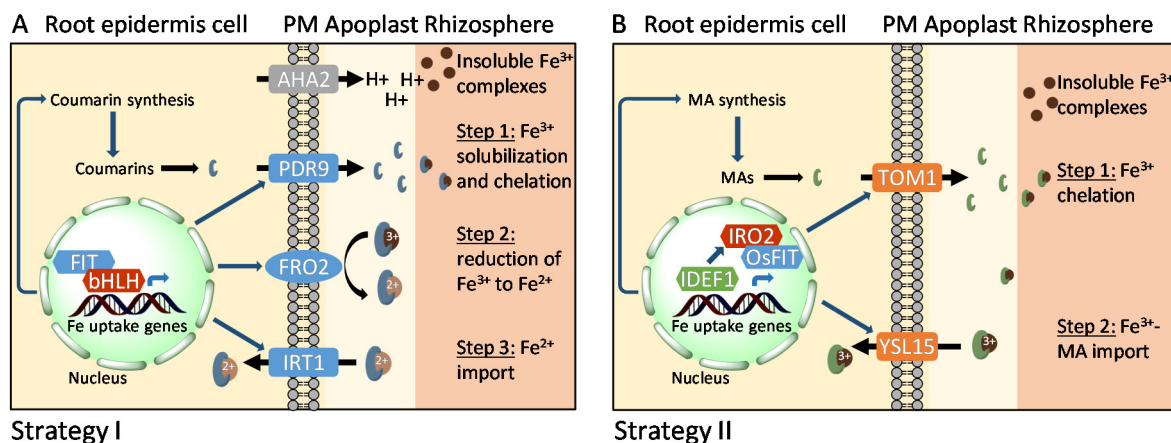 A
Root epidermis cell
PM Apoplast Rhizosphere
AHA2
H+
H+
H+
Insoluble Fe³⁺
complexes
Coumarin synthesis
Coumarins
PDR9
Step 1: Fe³⁺
solubilization
and chelation
FIT
bHLH
Fe uptake genes
Nucleus
FRO2
3+
2+
Step 2:
reduction of
Fe³⁺ to Fe²⁺
2+
IRT1
2+
Step 3: Fe²⁺
import
Strategy I
B
Root epidermis cell
PM Apoplast Rhizosphere
Insoluble Fe³⁺
complexes
MA synthesis
MAs
TOM1
Step 1: Fe³⁺
chelation
IRO2
OsFIT
IDEF1
Fe uptake genes
Nucleus
3+
YSL15
3+
Step 2: Fe³⁺-
MA import
Strategy II